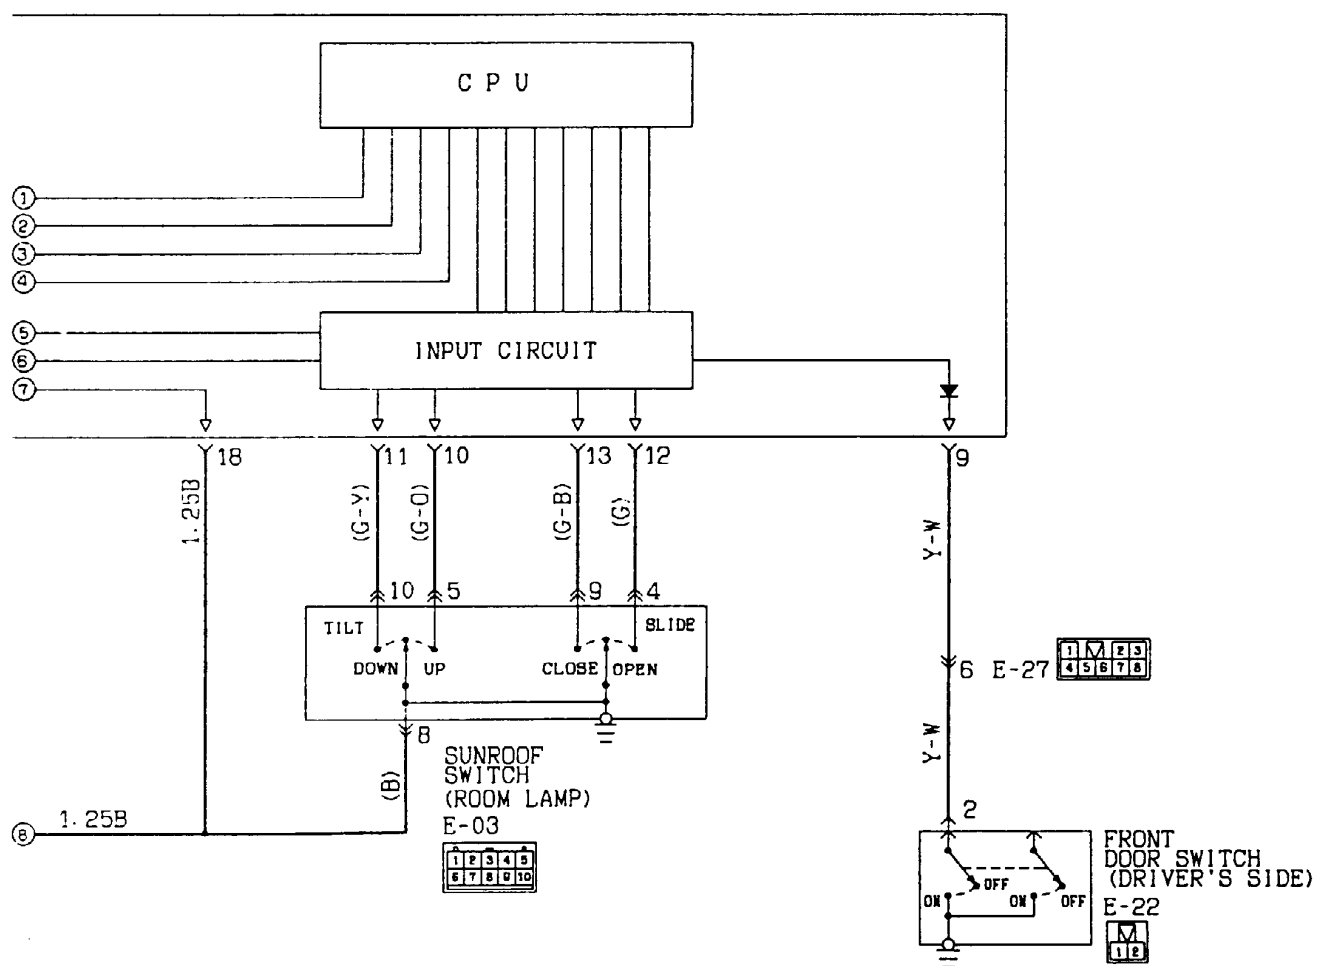 CPU
1
2
3
4
5
6
7
INPUT CIRCUIT
18
11
10
13
12
9
1.25B
(G-Y)
(G-O)
(G-B)
(G)
Y-W
10
5
9
4
TILT
SLIDE
DOWN
UP
CLOSE
OPEN
6
E-27
1 2 3
4 5 6 7 8
Y-W
8
SUNROOF
SWITCH
(ROOM LAMP)
E-03
1 2 3 4 5
6 7 8 9 10
(B)
8
1.25B
2
FRONT
DOOR SWITCH
(DRIVER'S SIDE)
E-22
1 2
OFF
ON
ON
OFF